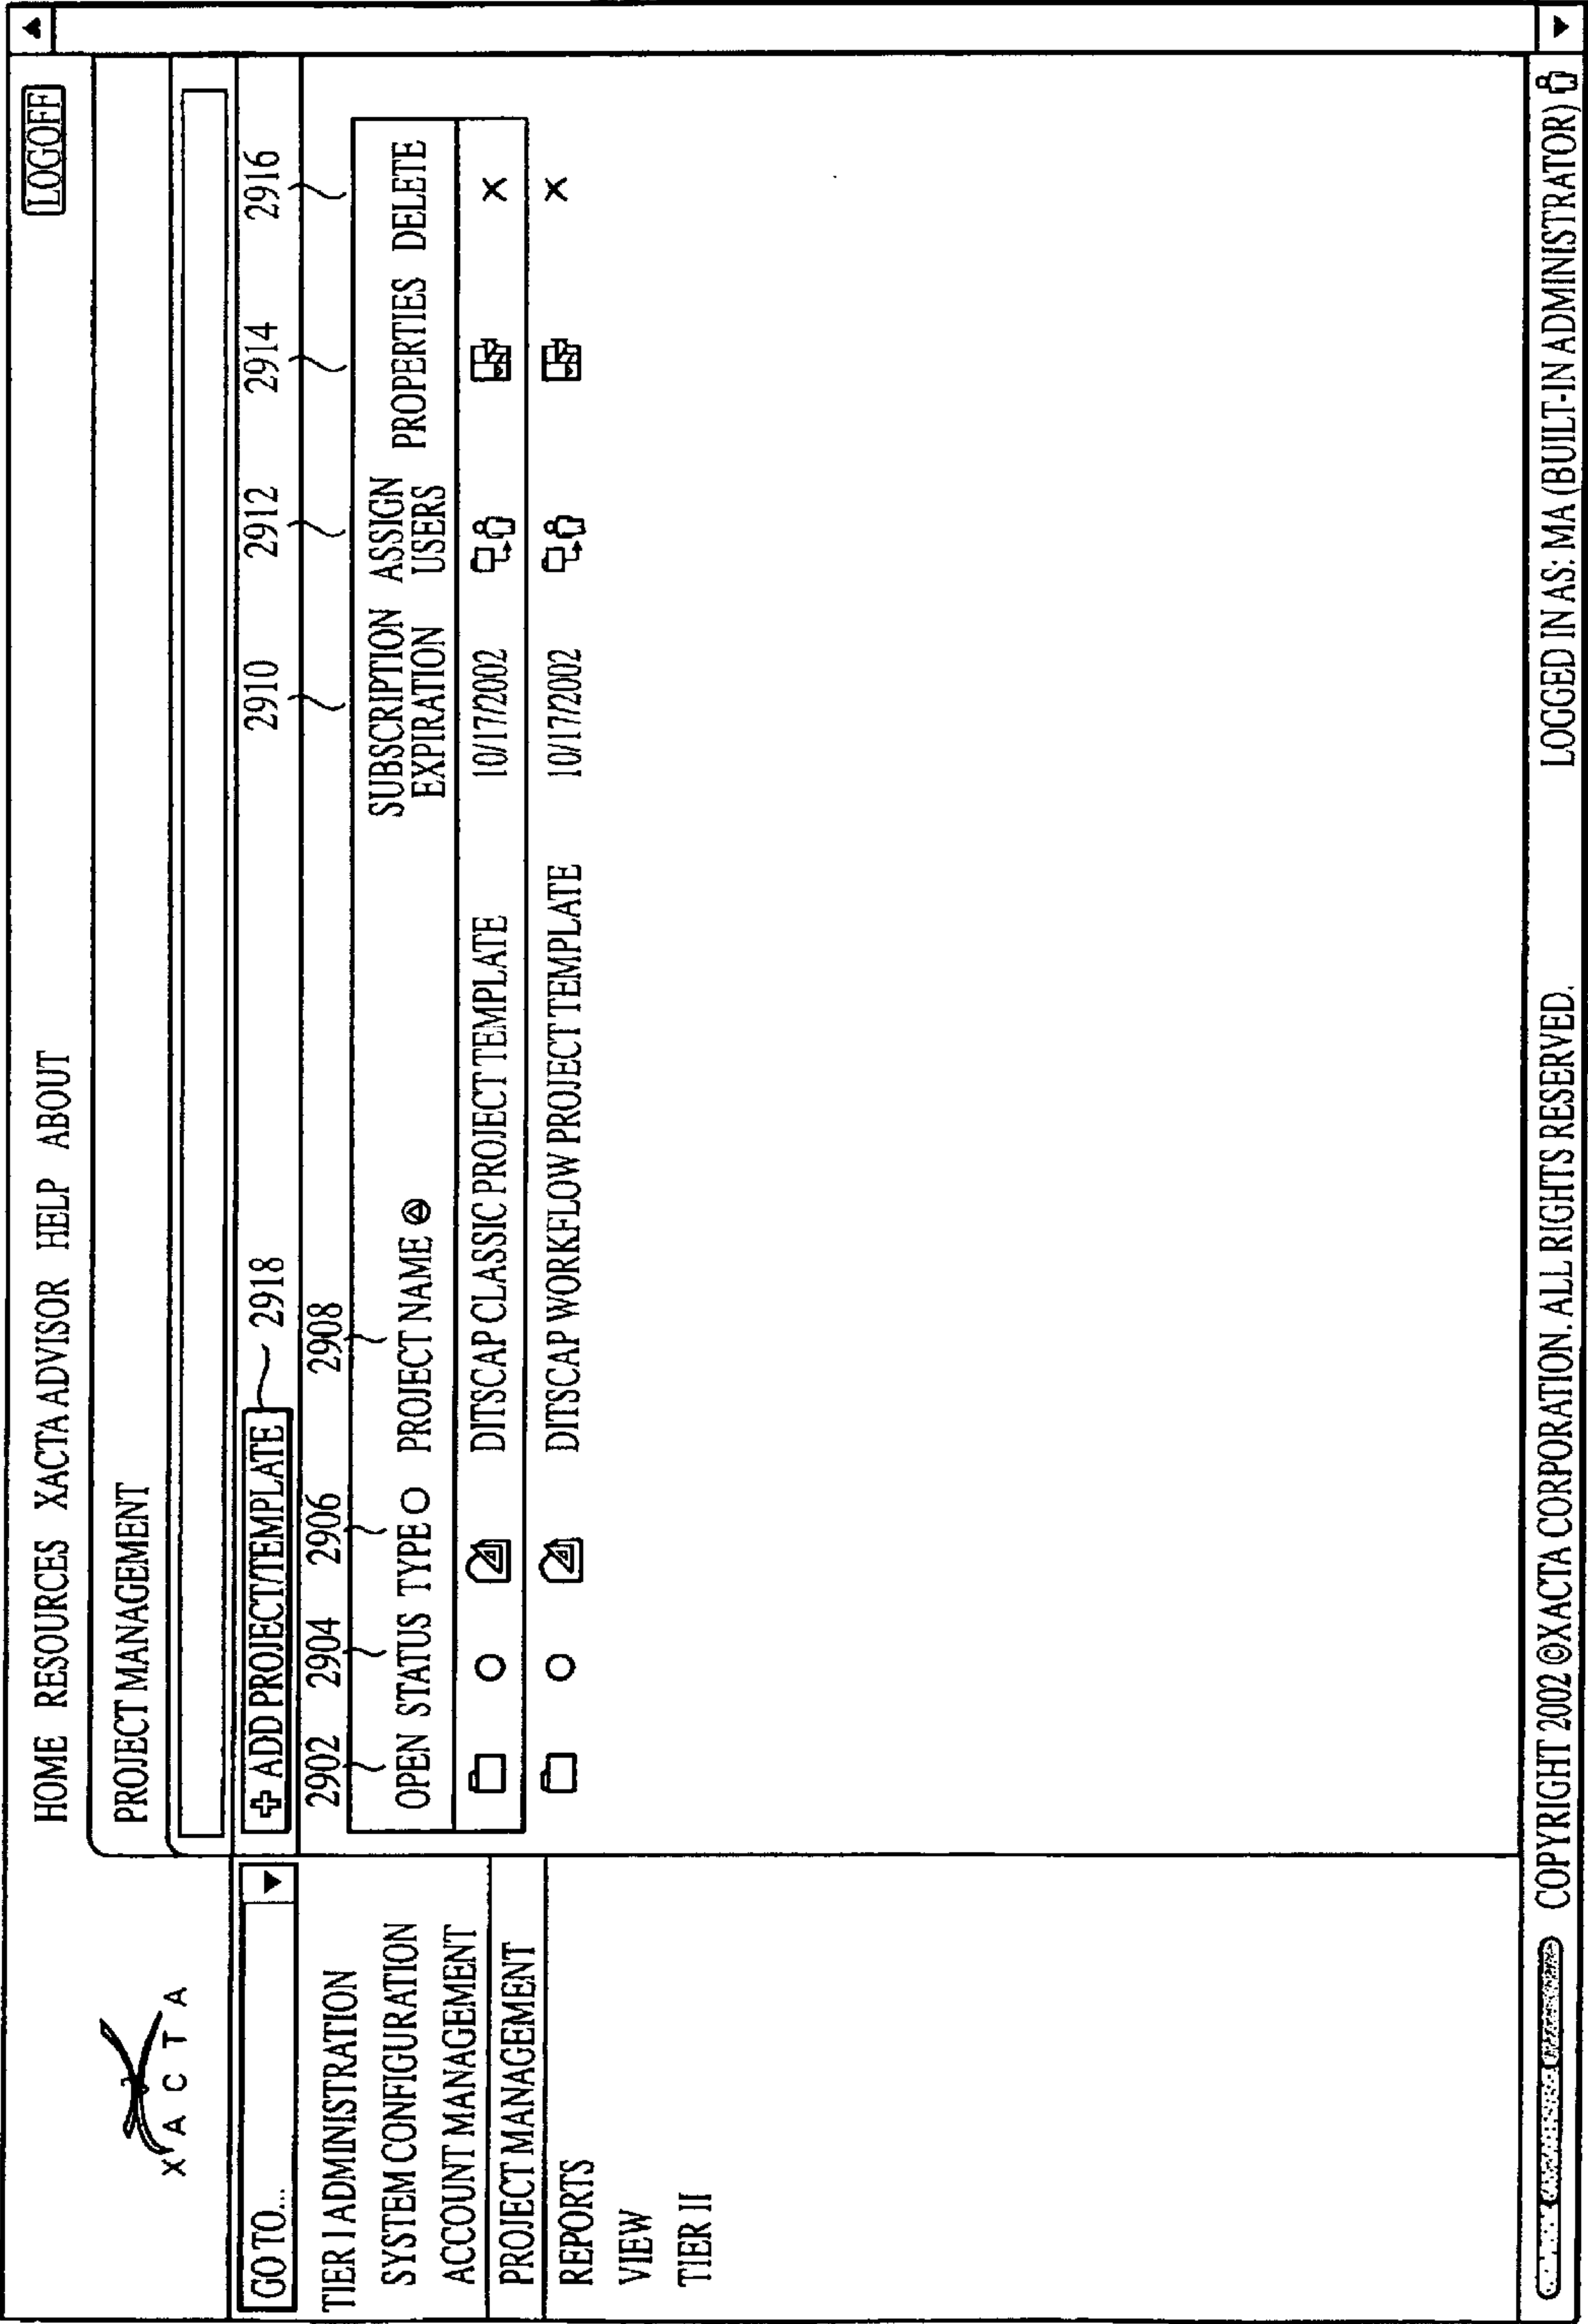 HOME RESOURCES XACTA ADVISOR HELP ABOUT
LOGOFF
XACTA
PROJECT MANAGEMENT
GO TO...
ADD PROJECT/TEMPLATE 2918
2910 2912 2914 2916
2902 2904 2906 2908
TIER I ADMINISTRATION
SYSTEM CONFIGURATION
ACCOUNT MANAGEMENT
PROJECT MANAGEMENT
REPORTS
VIEW
TIER II
OPEN STATUS TYPE PROJECT NAME SUBSCRIPTION EXPIRATION ASSIGN USERS PROPERTIES DELETE
DITSCAP CLASSIC PROJECT TEMPLATE 10/17/2002 X
DITSCAP WORKFLOW PROJECT TEMPLATE 10/17/2002 X
COPYRIGHT 2002 ©XACTA CORPORATION. ALL RIGHTS RESERVED. LOGGED IN AS: MA (BUILT-IN ADMINISTRATOR)